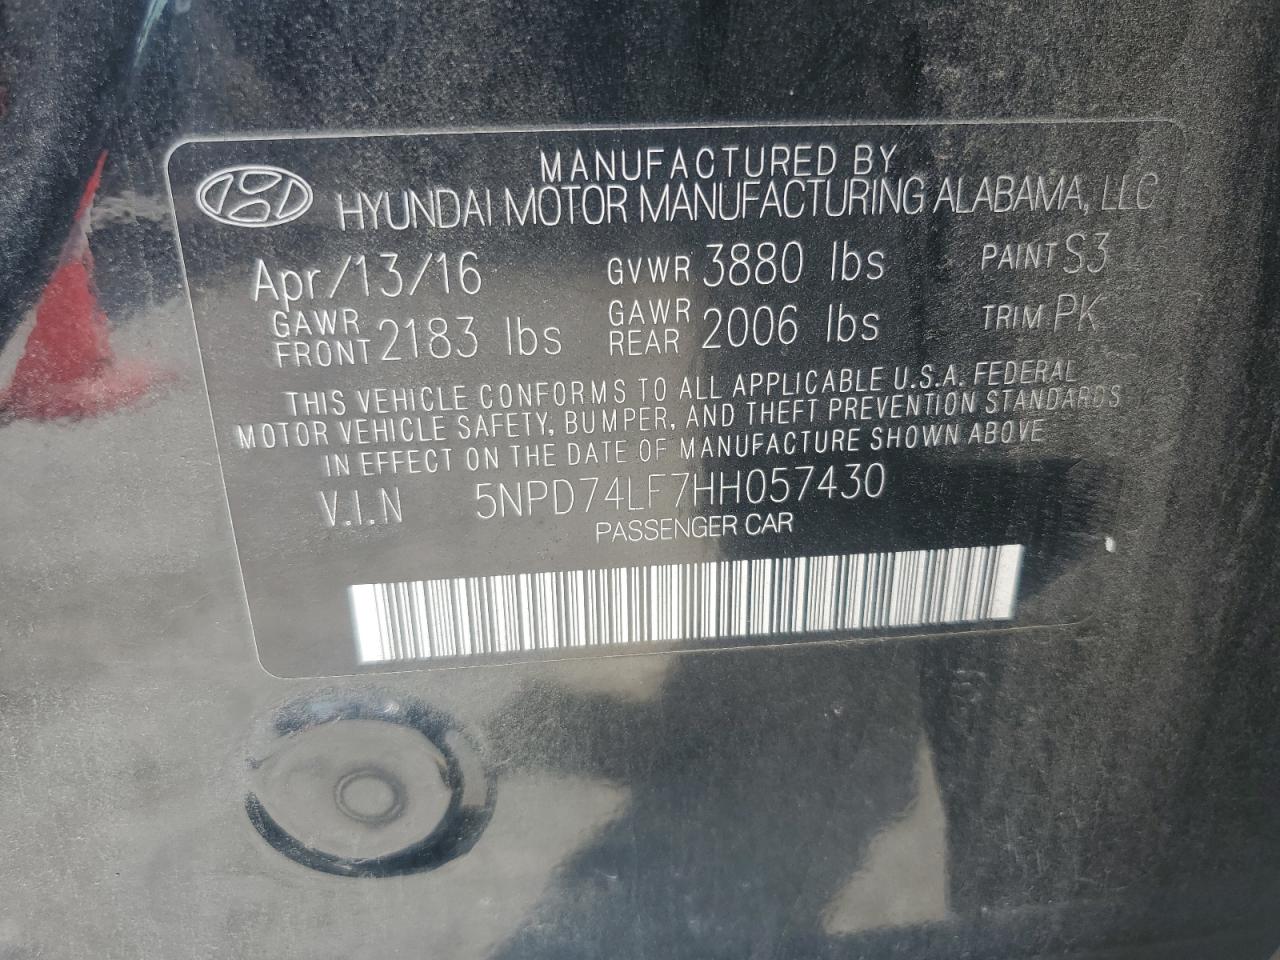 MANUFACTURED BY
HYUNDAI MOTOR MANUFACTURING ALABAMA, LLC
Apr/13/16 GVWR 3880 lbs PAINT S3
GAWR FRONT 2183 lbs GAWR REAR 2006 lbs TRIM PK
THIS VEHICLE CONFORMS TO ALL APPLICABLE U.S.A. FEDERAL
MOTOR VEHICLE SAFETY, BUMPER, AND THEFT PREVENTION STANDARDS
IN EFFECT ON THE DATE OF MANUFACTURE SHOWN ABOVE
V.I.N 5NPD74LF7HH057430
PASSENGER CAR